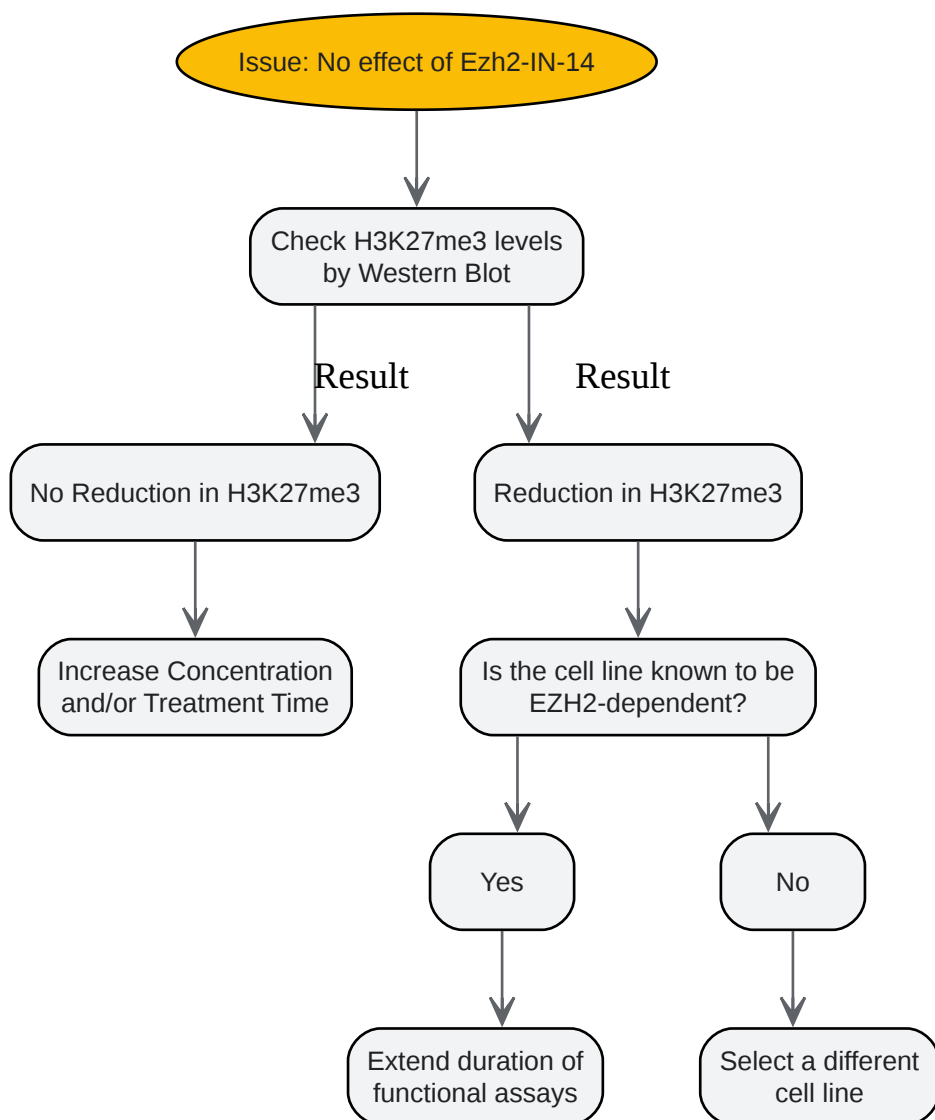 Issue: No effect of Ezh2-IN-14
Check H3K27me3 levels
by Western Blot
Result
Result
No Reduction in H3K27me3
Reduction in H3K27me3
Increase Concentration
and/or Treatment Time
Is the cell line known to be
EZH2-dependent?
Yes
No
Extend duration of
functional assays
Select a different
cell line